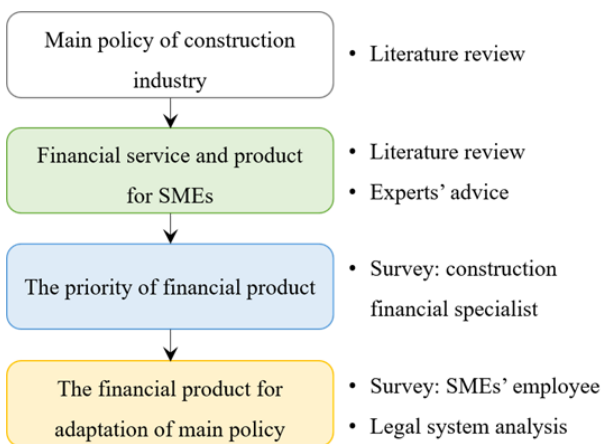 Main policy of construction
industry
• Literature review
Financial service and product
for SMEs
• Literature review
• Experts’ advice
The priority of financial product
• Survey: construction
financial specialist
The financial product for
adaptation of main policy
• Survey: SMEs’ employee
• Legal system analysis